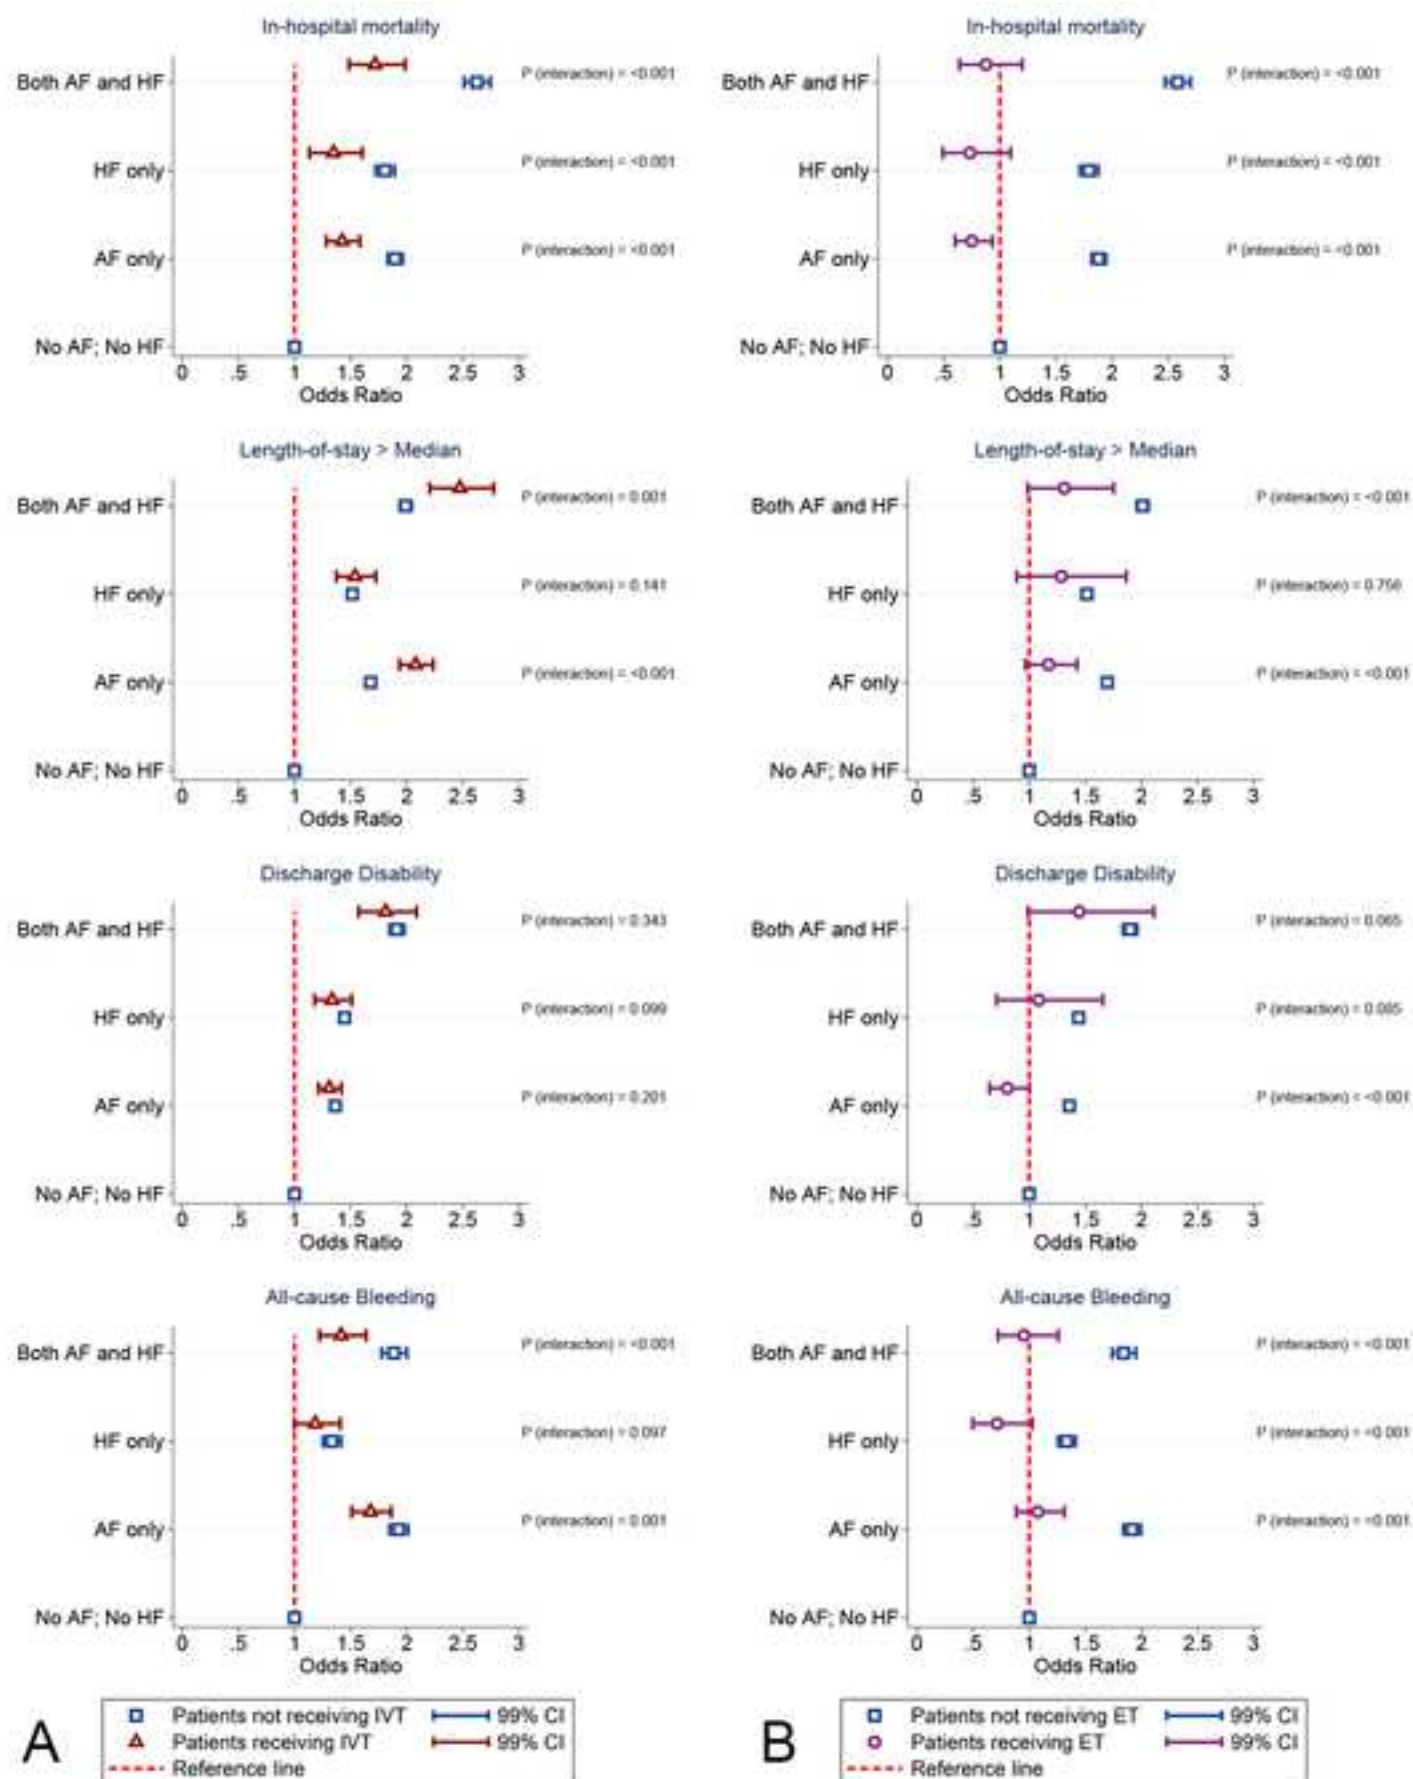 In-hospital mortality
Both AF and HF
P (interaction) = <0.001
HF only
P (interaction) = <0.001
AF only
P (interaction) = <0.001
No AF; No HF
0 .5 1 1.5 2 2.5 3
Odds Ratio
Length-of-stay > Median
Both AF and HF
P (interaction) = 0.001
HF only
P (interaction) = 0.141
AF only
P (interaction) = <0.001
No AF; No HF
0 .5 1 1.5 2 2.5 3
Odds Ratio
Discharge Disability
Both AF and HF
P (interaction) = 0.343
HF only
P (interaction) = 0.099
AF only
P (interaction) = 0.201
No AF; No HF
0 .5 1 1.5 2 2.5 3
Odds Ratio
All-cause Bleeding
Both AF and HF
P (interaction) = <0.001
HF only
P (interaction) = 0.097
AF only
P (interaction) = 0.001
No AF; No HF
0 .5 1 1.5 2 2.5 3
Odds Ratio
A
Patients not receiving IVT 99% CI
Patients receiving IVT 99% CI
Reference line
In-hospital mortality
Both AF and HF
P (interaction) = <0.001
HF only
P (interaction) = <0.001
AF only
P (interaction) = <0.001
No AF; No HF
0 .5 1 1.5 2 2.5 3
Odds Ratio
Length-of-stay > Median
Both AF and HF
P (interaction) = <0.001
HF only
P (interaction) =
AF only
P (interaction) = <0.001
No AF; No HF
0 .5 1 1.5 2 2.5 3
Odds Ratio
Discharge Disability
Both AF and HF
P (interaction) = 0.065
HF only
P (interaction) =
AF only
P (interaction) = <0.001
No AF; No HF
0 .5 1 1.5 2 2.5 3
Odds Ratio
All-cause Bleeding
Both AF and HF
P (interaction) = <0.001
HF only
P (interaction) = <0.001
AF only
P (interaction) = <0.001
No AF; No HF
0 .5 1 1.5 2 2.5 3
Odds Ratio
B
Patients not receiving ET 99% CI
Patients receiving ET 99% CI
Reference line